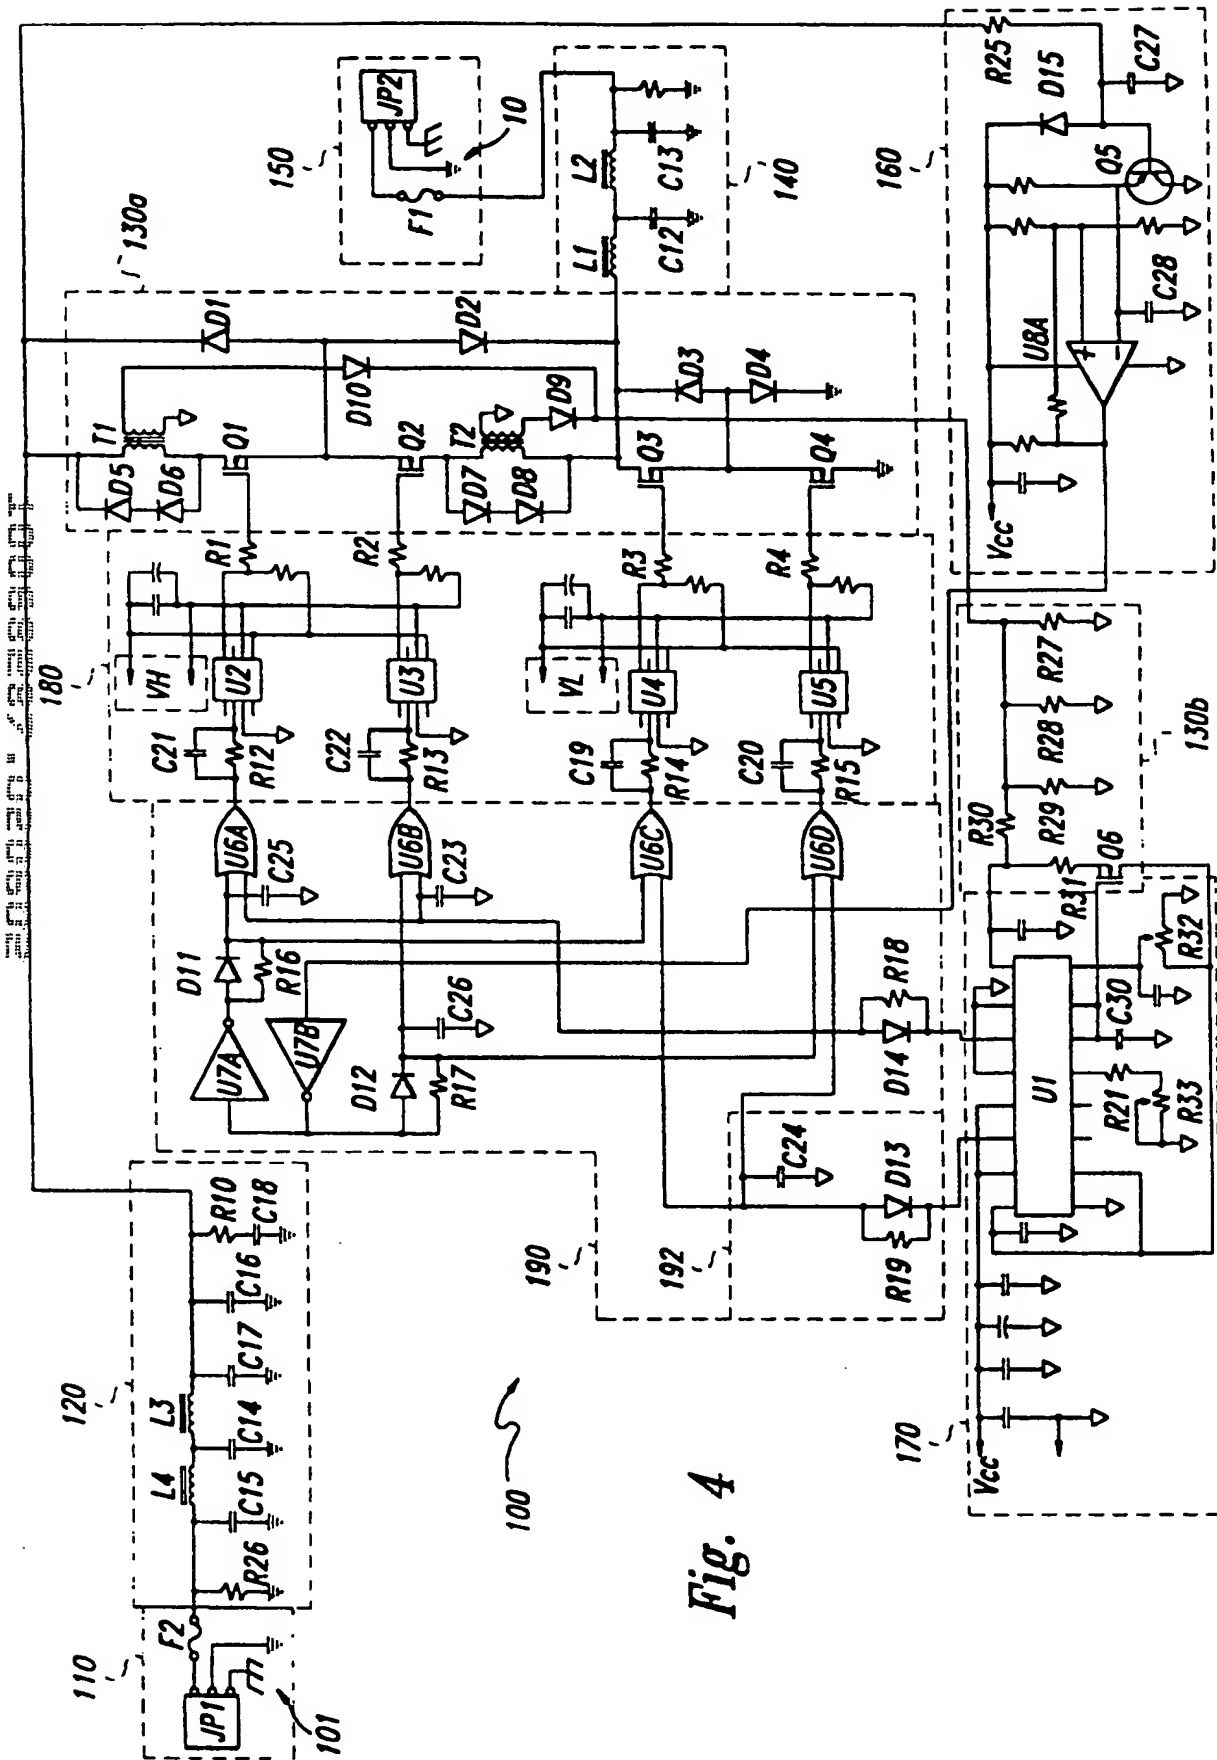 Fig. 4
100
110
JP1
F2
101
120
R26
L4
C15
C14
L3
C17
C16
R10
C18
190
192
U7A
D11
R16
U7B
D12
R17
C26
U6A
C25
U6B
C23
U6C
U6D
C24
D13
R19
D14
R18
180
C21
R12
C22
R13
C19
R14
C20
R15
VH
U2
U3
VL
U4
U5
R1
R2
R3
R4
130a
T1
D5
D6
Q1
D1
D10
D2
Q2
T2
D7
D8
D9
Q3
D3
D4
Q4
150
JP2
F1
10
140
L1
C12
L2
C13
160
R25
D15
C27
Q5
C28
U8A
+
−
Vcc
130b
R27
R28
R29
R30
R31
Q6
170
Vcc
U1
R32
C30
R21
R33